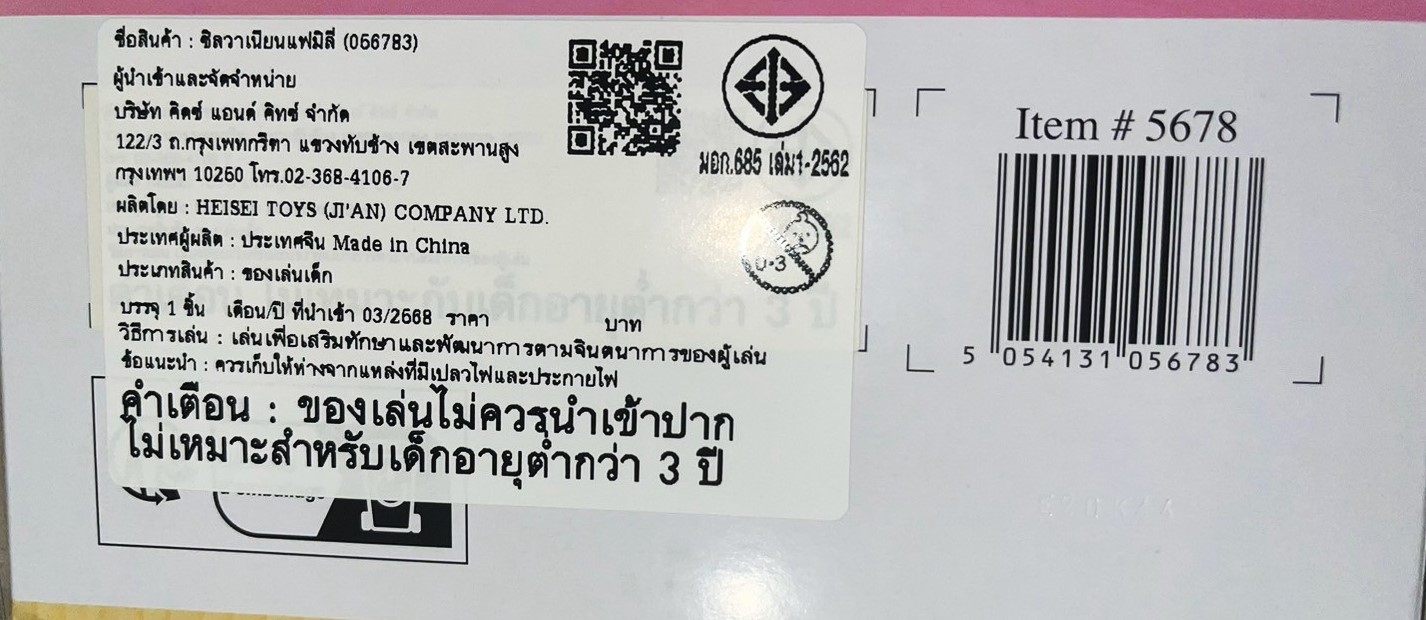 ชื่อสินค้า : ซิลวาเนียนแฟมิลี่ (056783)
ผู้นำเข้าและจัดจำหน่าย
บริษัท คิดซ์ แอนด์ คิทซ์ จำกัด
122/3 ถ.กรุงเทพกรีฑา แขวงทับช้าง เขตสะพานสูง
กรุงเทพฯ 10250 โทร.02-368-4106-7
ผลิตโดย : HEISEI TOYS (JI'AN) COMPANY LTD.
ประเทศผู้ผลิต : ประเทศจีน Made in China
ประเภทสินค้า : ของเล่นเด็ก
บรรจุ 1 ชิ้น เดือน/ปี ที่นำเข้า 03/2568 ราคา บาท
วิธีการเล่น : เล่นเพื่อเสริมทักษาและพัฒนาการตามจินตนาการของผู้เล่น
ข้อแนะนำ : ควรเก็บให้ห่างจากแหล่งที่มีเปลวไฟและประกายไฟ
คำเตือน : ของเล่นไม่ควรนำเข้าปาก
ไม่เหมาะสำหรับเด็กอายุต่ำกว่า 3 ปี
มอก.685 เล่ม1-2562
0-3
Item # 5678
5 054131 056783